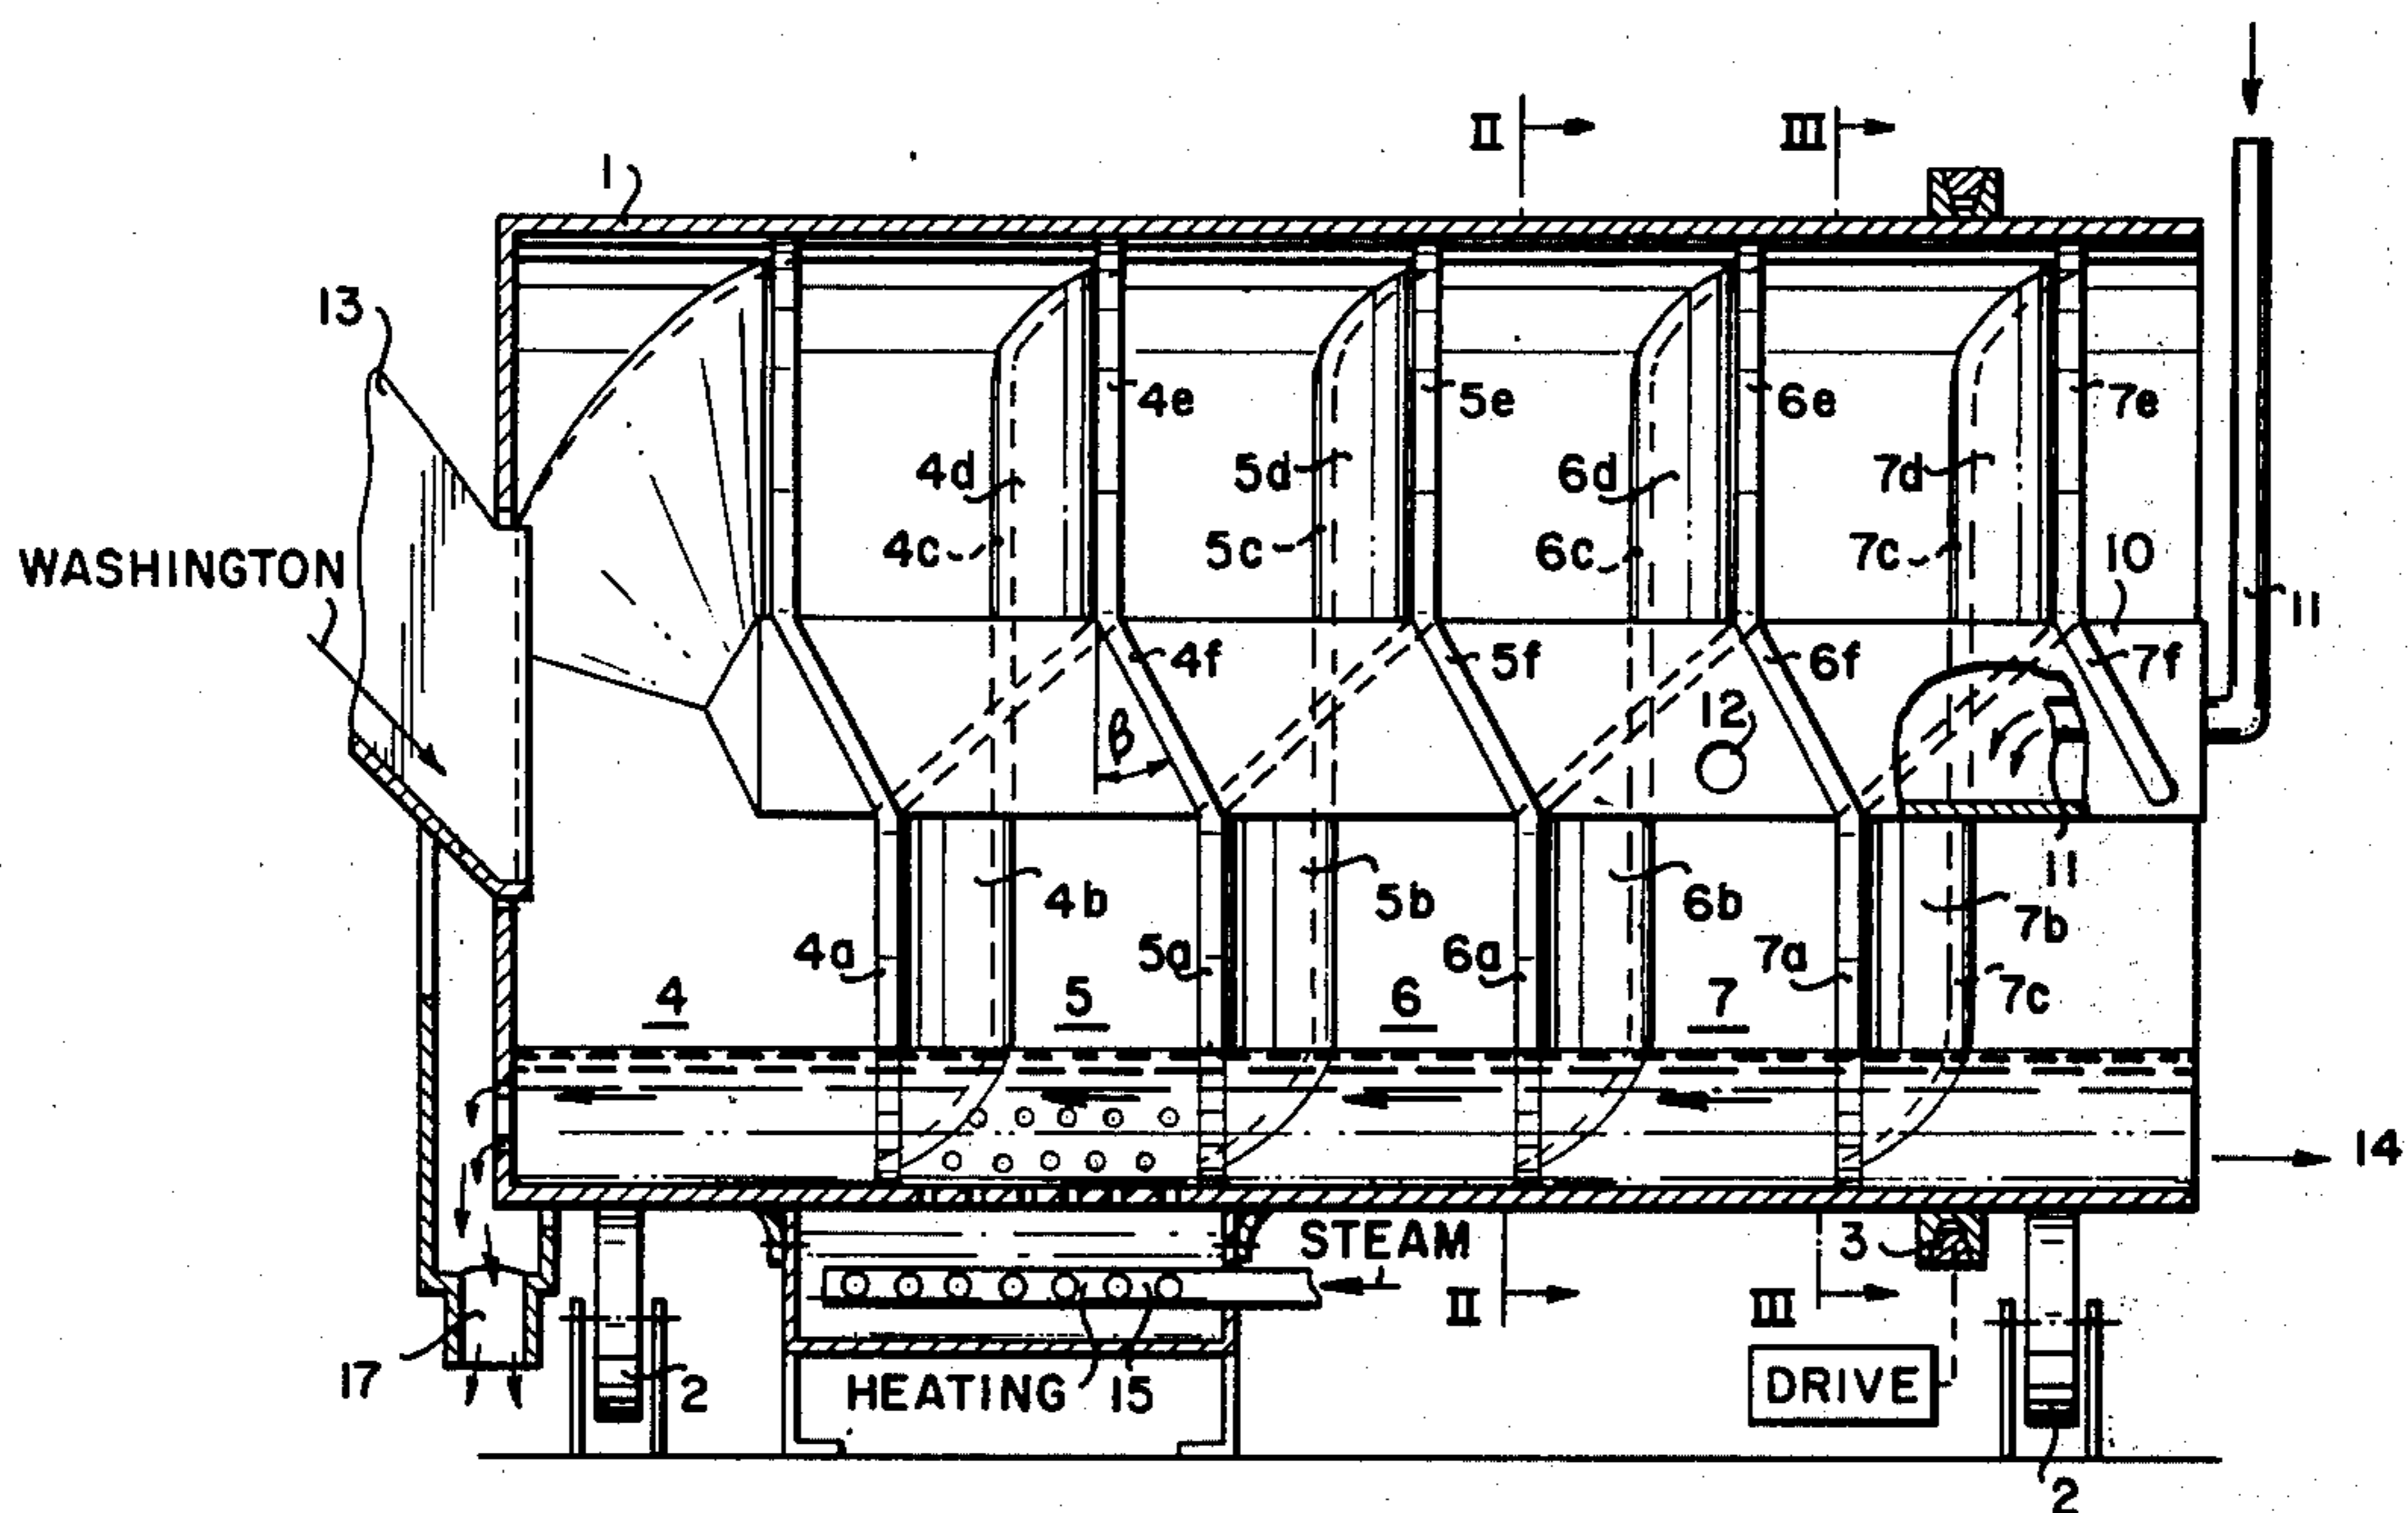 II III
1
13
4e 5e 6e 7e
4d 5d 6d 7d
4c 5c 6c 7c 10
WASHINGTON
11
4f 5f 6f 7f
β 12
11
4b 5b 6b 7b
4a 5a 6a 7a
4 5 6 7 7c
14
STEAM 3
II III
17 2 HEATING 15 DRIVE
2